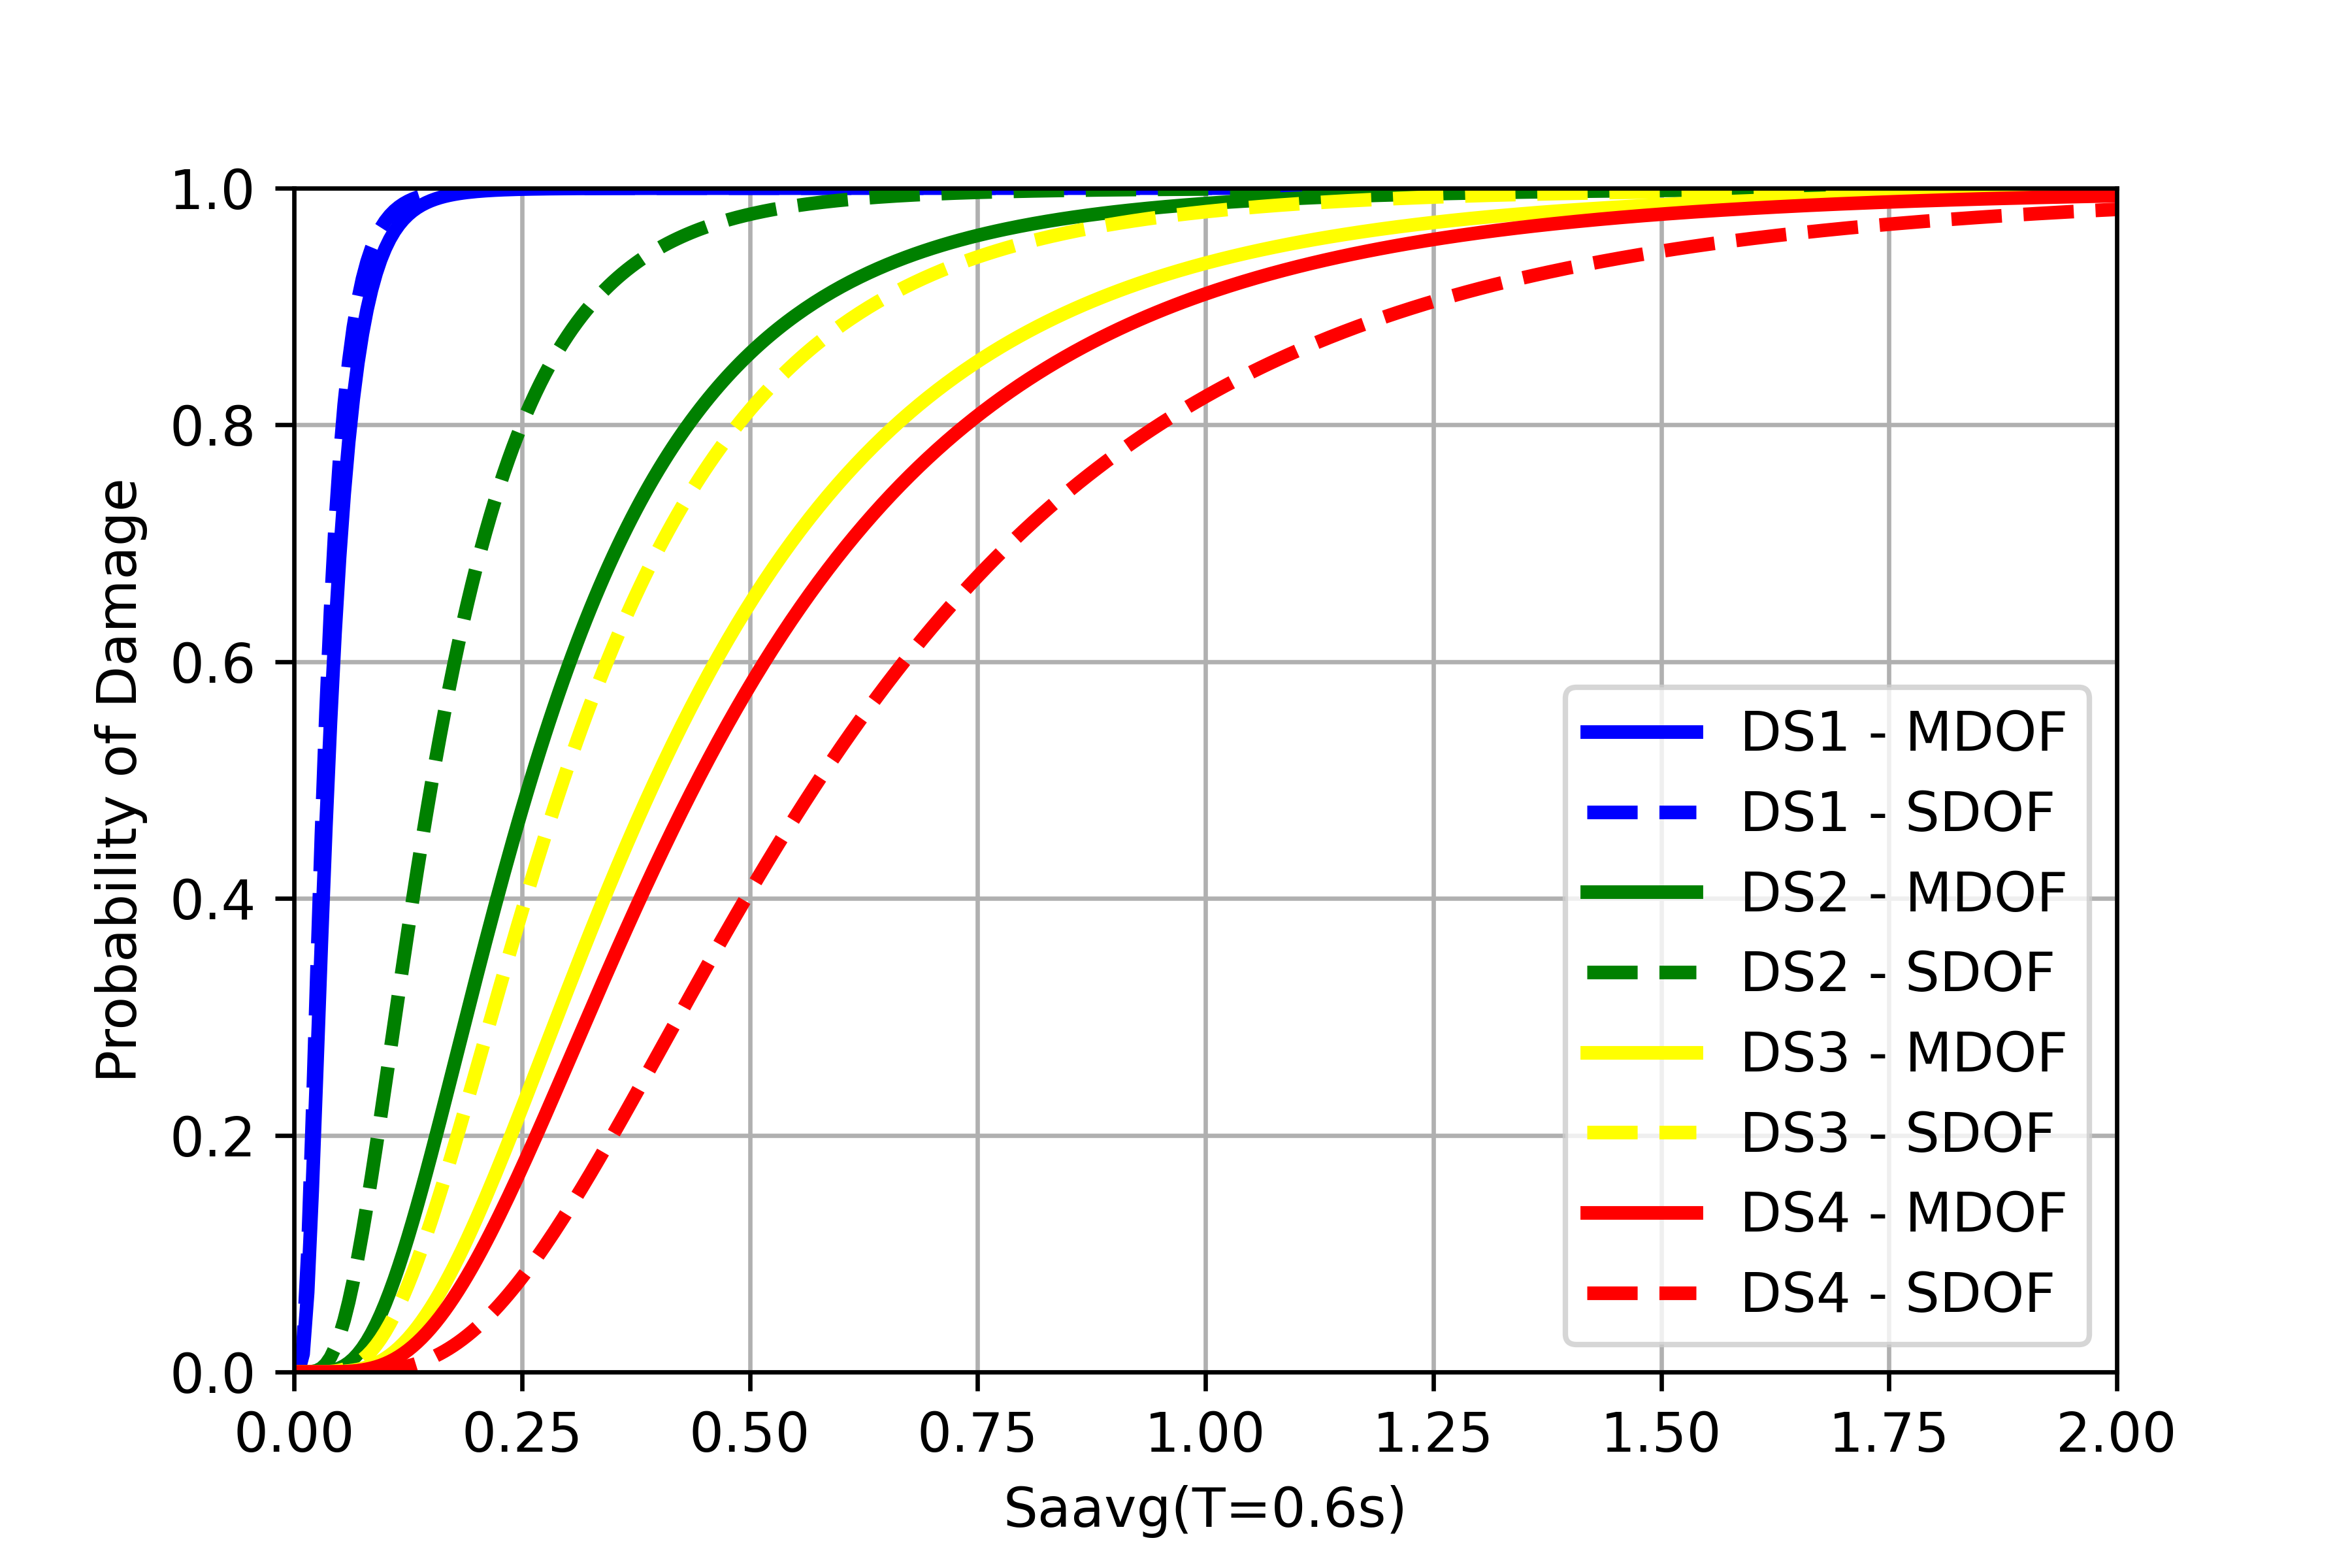 1.0
0.8
0.6
0.4
0.2
0.0
Probability of Damage
0.00 0.25 0.50 0.75 1.00 1.25 1.50 1.75 2.00
Saavg(T=0.6s)
DS1 - MDOF
DS1 - SDOF
DS2 - MDOF
DS2 - SDOF
DS3 - MDOF
DS3 - SDOF
DS4 - MDOF
DS4 - SDOF